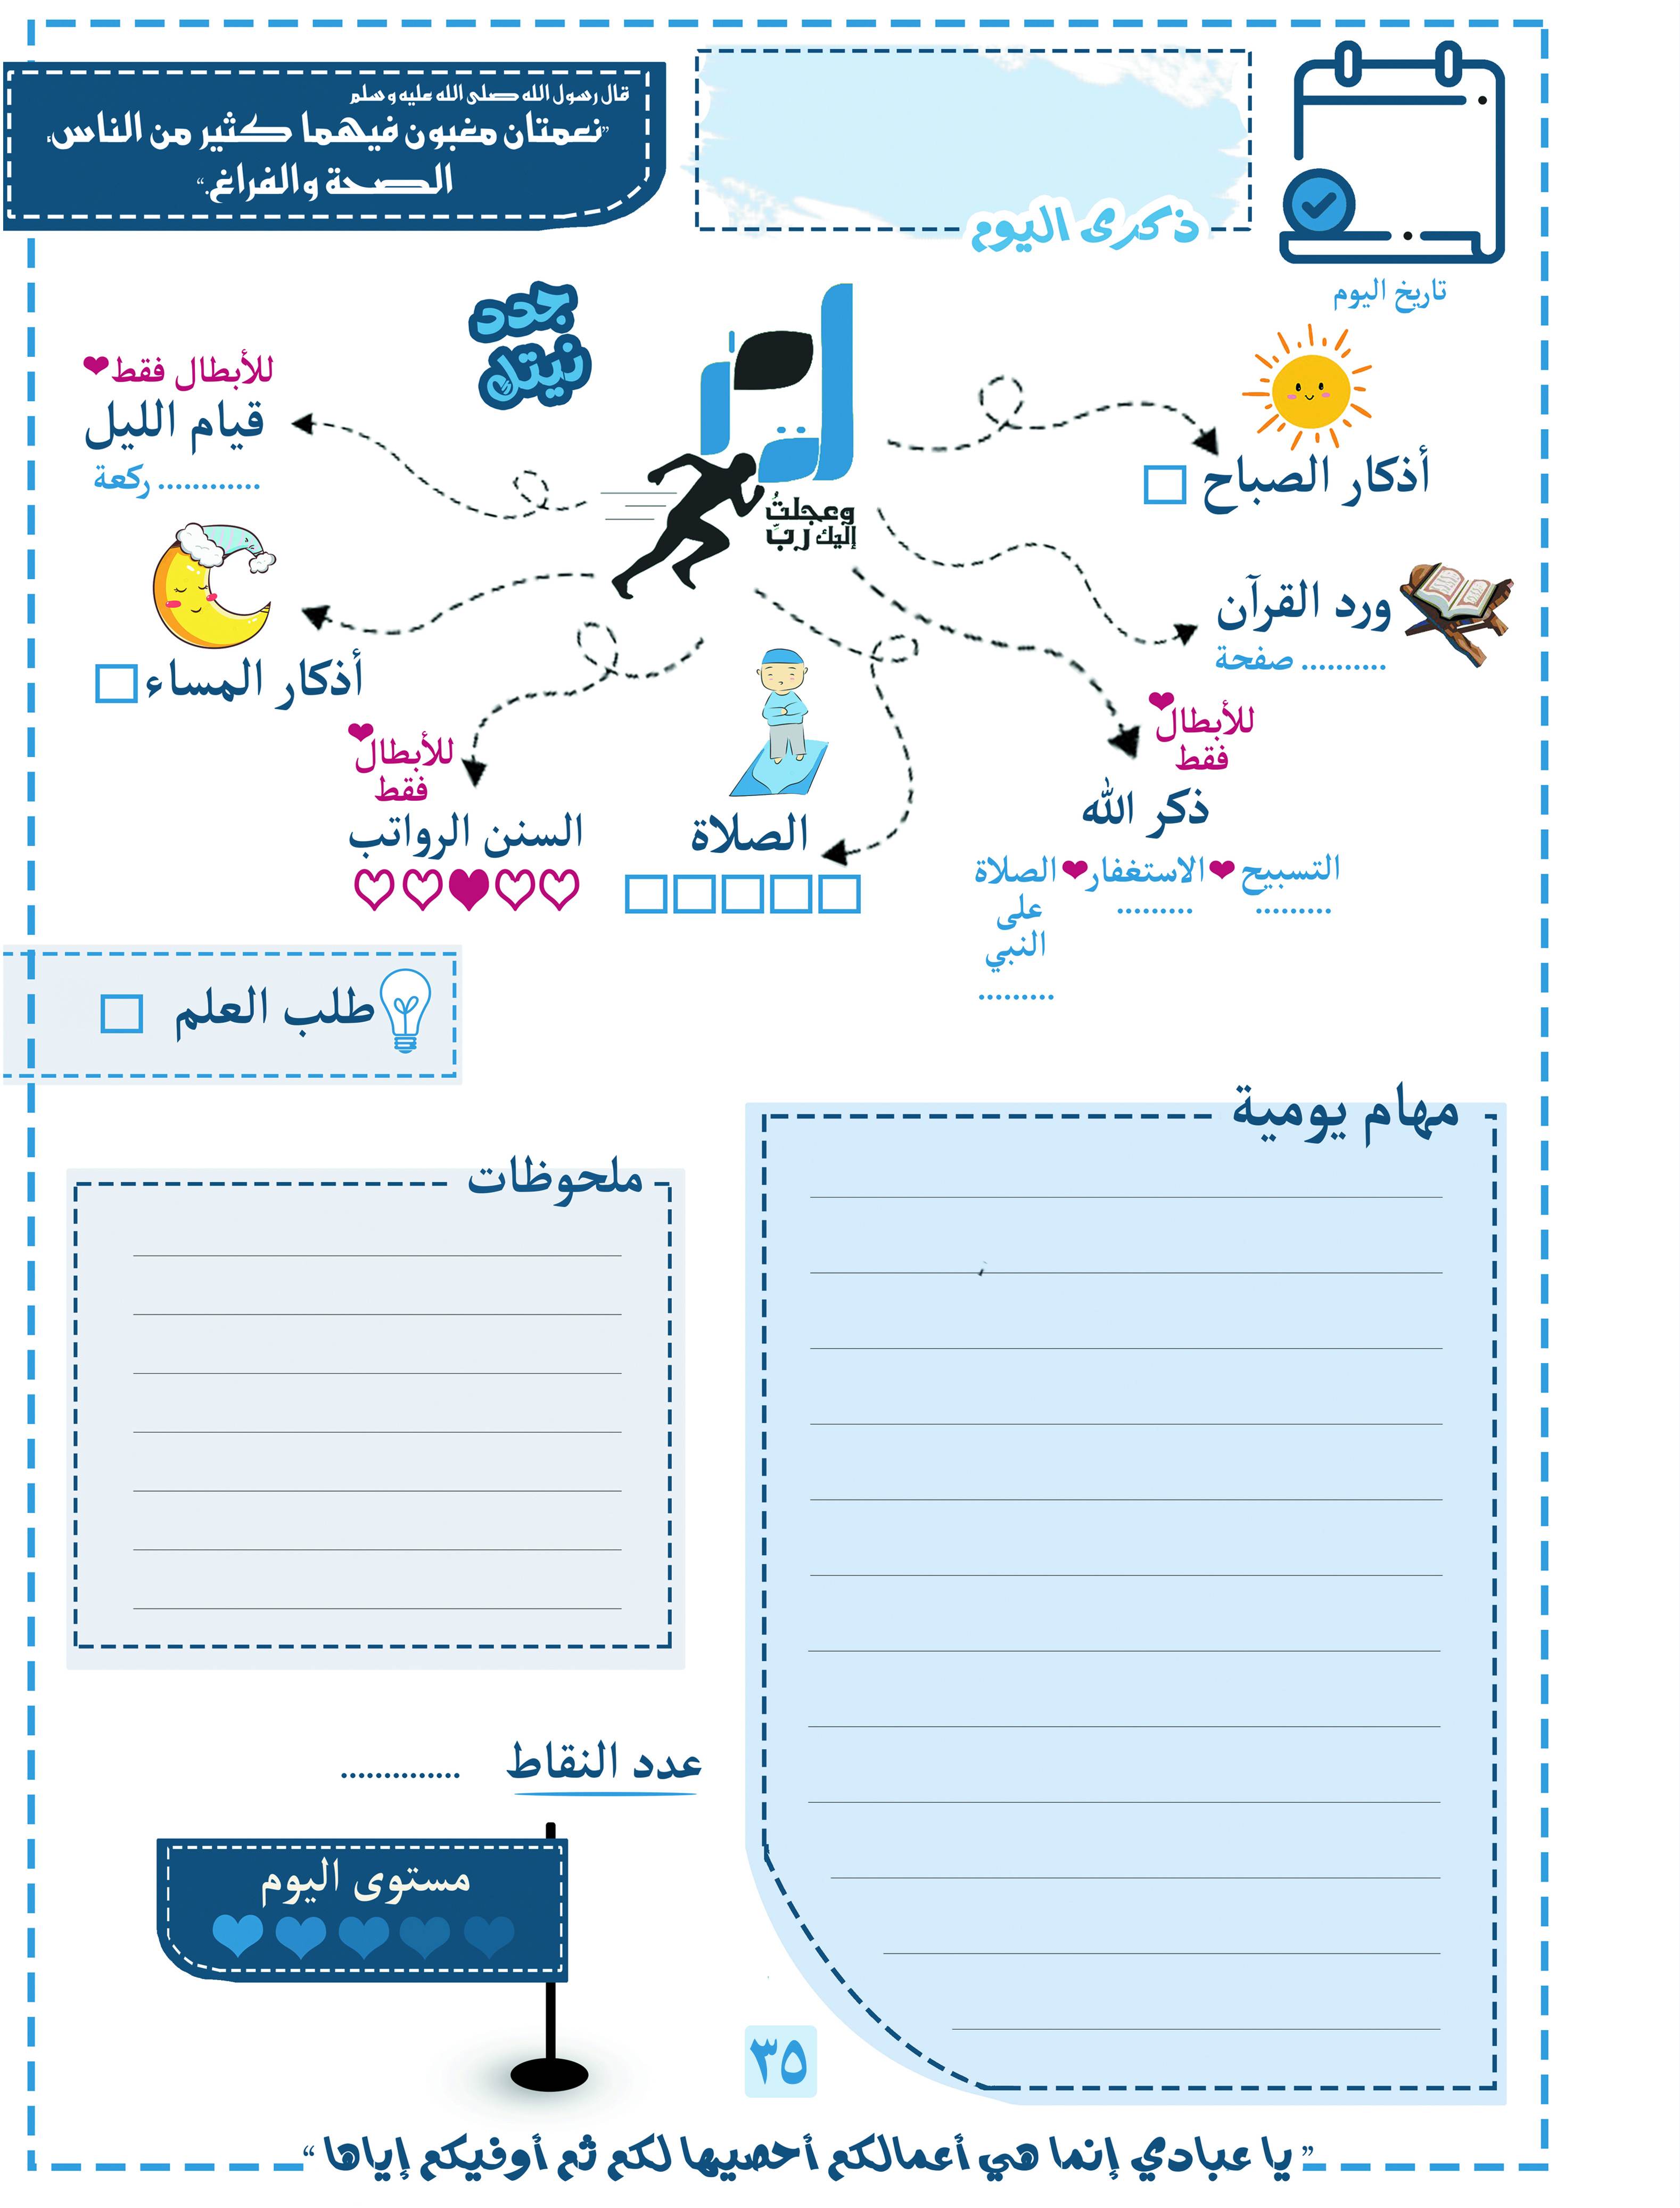 قال رسول الله صلى الله عليه وسلم
"نعمتان مغبون فيهما كثير من الناس،
الصحة والفراغ."
ذكرى اليوم
تاريخ اليوم
جدد
نيتك
وعجلتُ
إليك ربِّ
أذكار الصباح
ورد القرآن
.......... صفحة
للأبطال
فقط
ذكر الله
التسبيح
.........
الاستغفار
.........
الصلاة
على
النبي
.........
الصلاة
للأبطال
فقط
السنن الرواتب
للأبطال فقط
قيام الليل
............ ركعة
أذكار المساء
طلب العلم
مهام يومية
ملحوظات
عدد النقاط .............
مستوى اليوم
٣٥
"يا عبادي إنما هي أعمالكم أحصيها لكم ثم أوفيكم إياها"